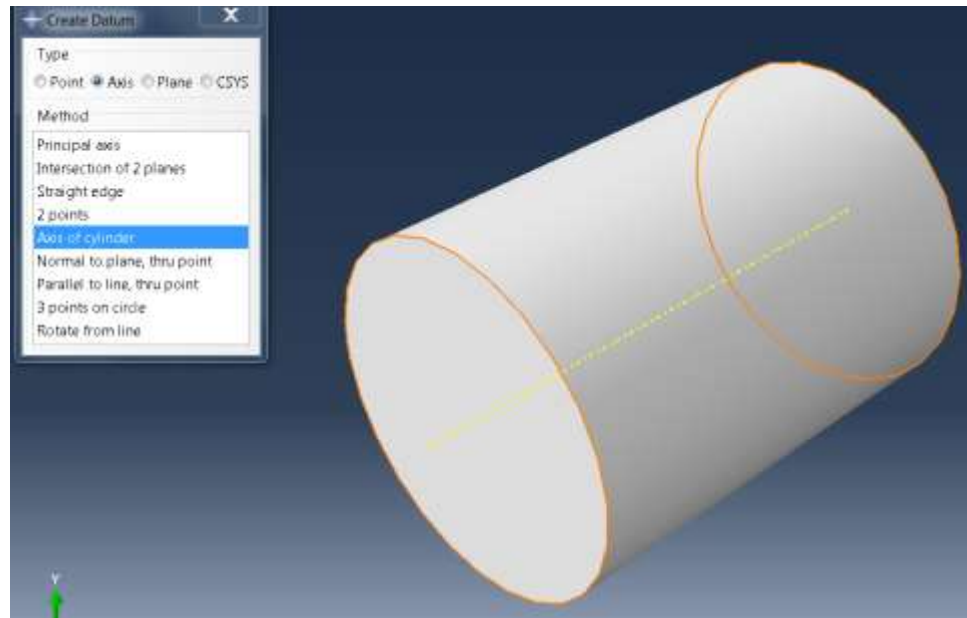 Create Datum
X
Type
Point Axis Plane CSYS
Method
Principal axis
Intersection of 2 planes
Straight edge
2 points
Axis of cylinder
Normal to plane, thru point
Parallel to line, thru point
3 points on circle
Rotate from line
Y